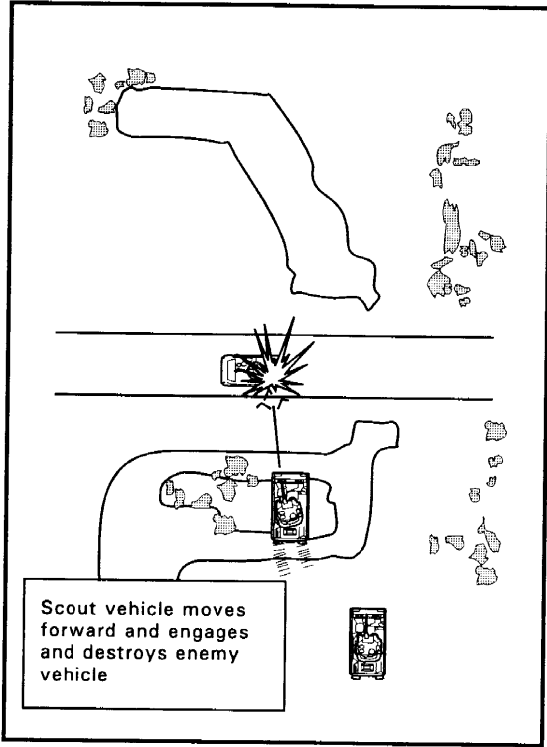 Scout vehicle moves
forward and engages
and destroys enemy
vehicle